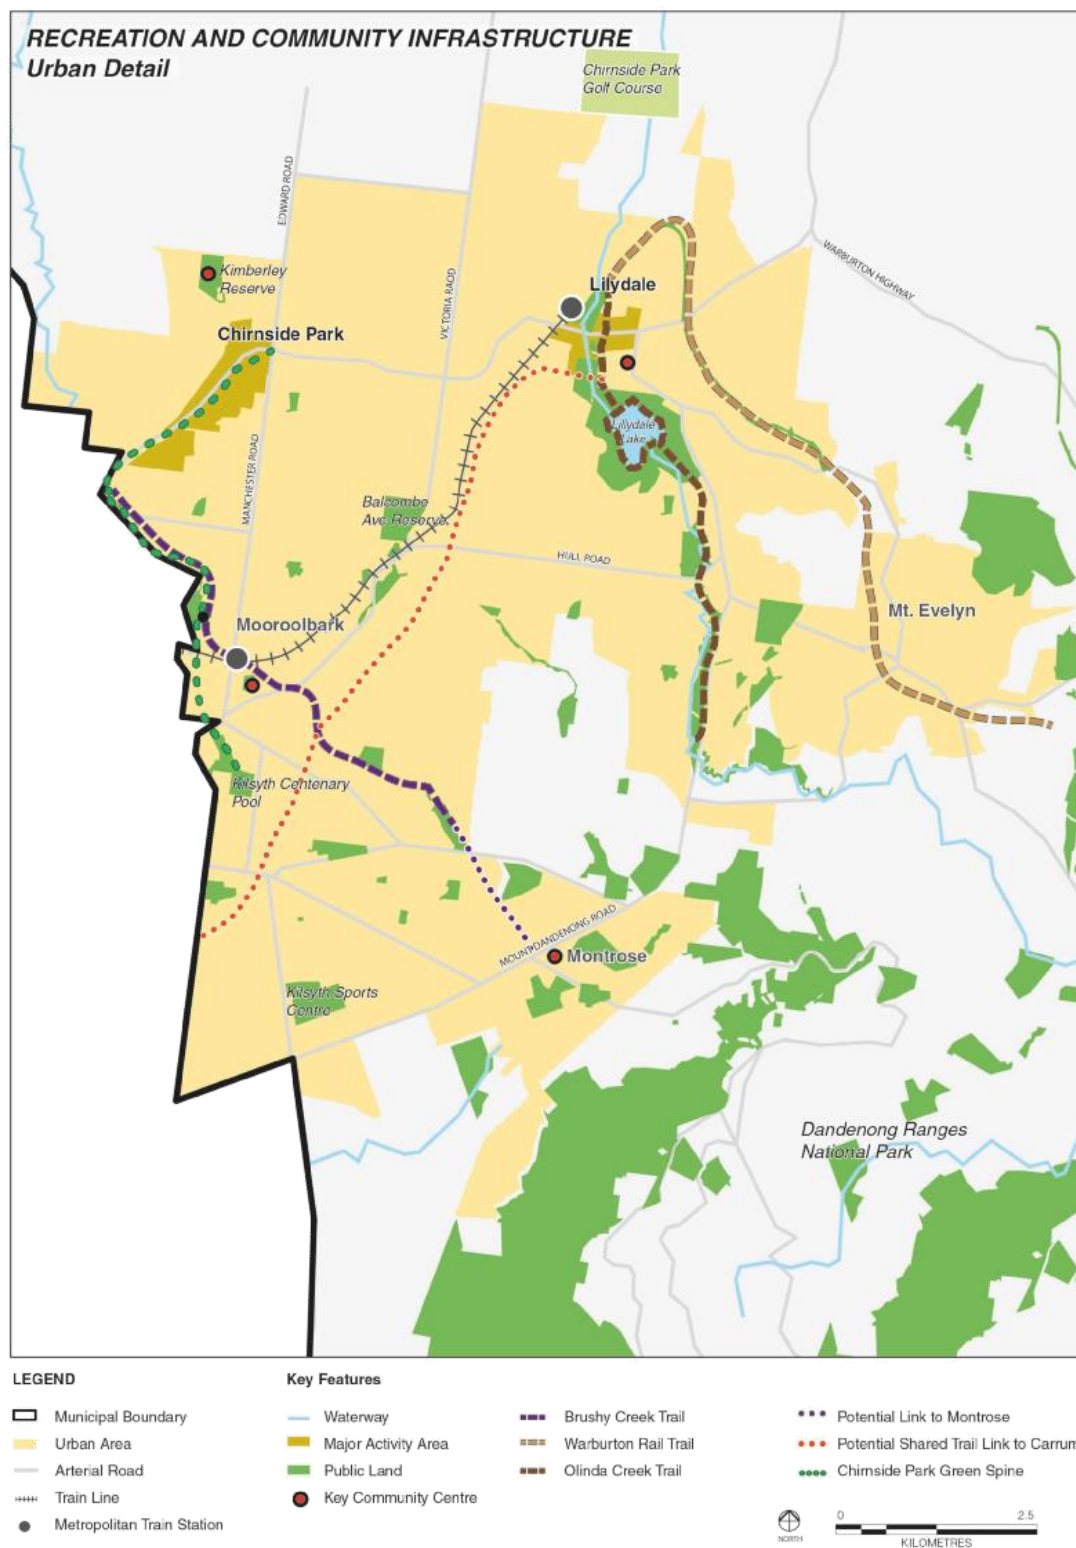 RECREATION AND COMMUNITY INFRASTRUCTURE
Urban Detail
Chirnside Park
Golf Course
EDWARD ROAD
WARBURTON HIGHWAY
Kimberley
Reserve
VICTORIA RAOD
Lilydale
Chirnside Park
Lillydale
Lake
MANCHESTER ROAD
Balcombe
Ave Reserve
HULL ROAD
Mt. Evelyn
Mooroolbark
Kilsyth Centenary
Pool
MOUNT DANDENONG ROAD
Montrose
Kilsyth Sports
Centre
Dandenong Ranges
National Park
LEGEND
Municipal Boundary
Urban Area
Arterial Road
Train Line
Metropolitan Train Station
Key Features
Waterway
Major Activity Area
Public Land
Key Community Centre
Brushy Creek Trail
Warburton Rail Trail
Olinda Creek Trail
Potential Link to Montrose
Potential Shared Trail Link to Carrum
Chirnside Park Green Spine
NORTH
0 2.5
KILOMETRES